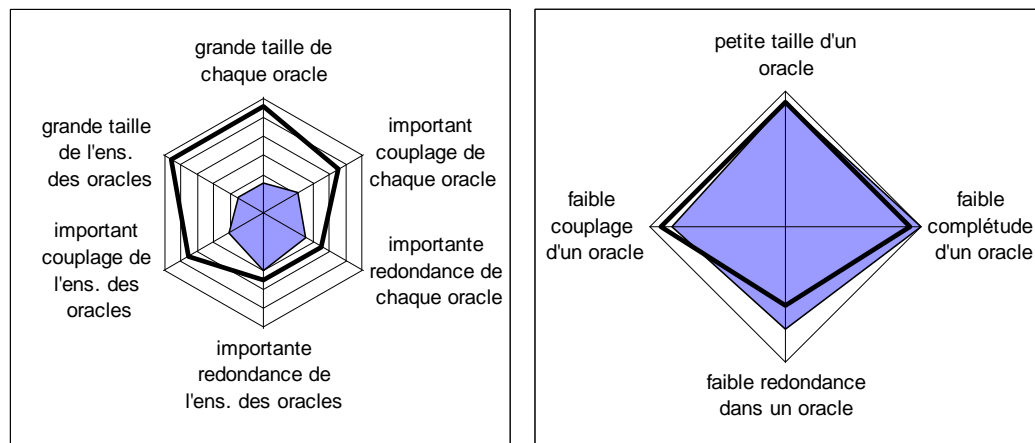 grande taille de
chaque oracle
important
couplage de
chaque oracle
importante
redondance de
chaque oracle
importante
redondance de
l'ens. des oracles
important
couplage de
l'ens. des
oracles
grande taille
de l'ens.
des oracles
petite taille d'un
oracle
faible
complétude
d'un oracle
faible redondance
dans un oracle
faible
couplage
d'un oracle